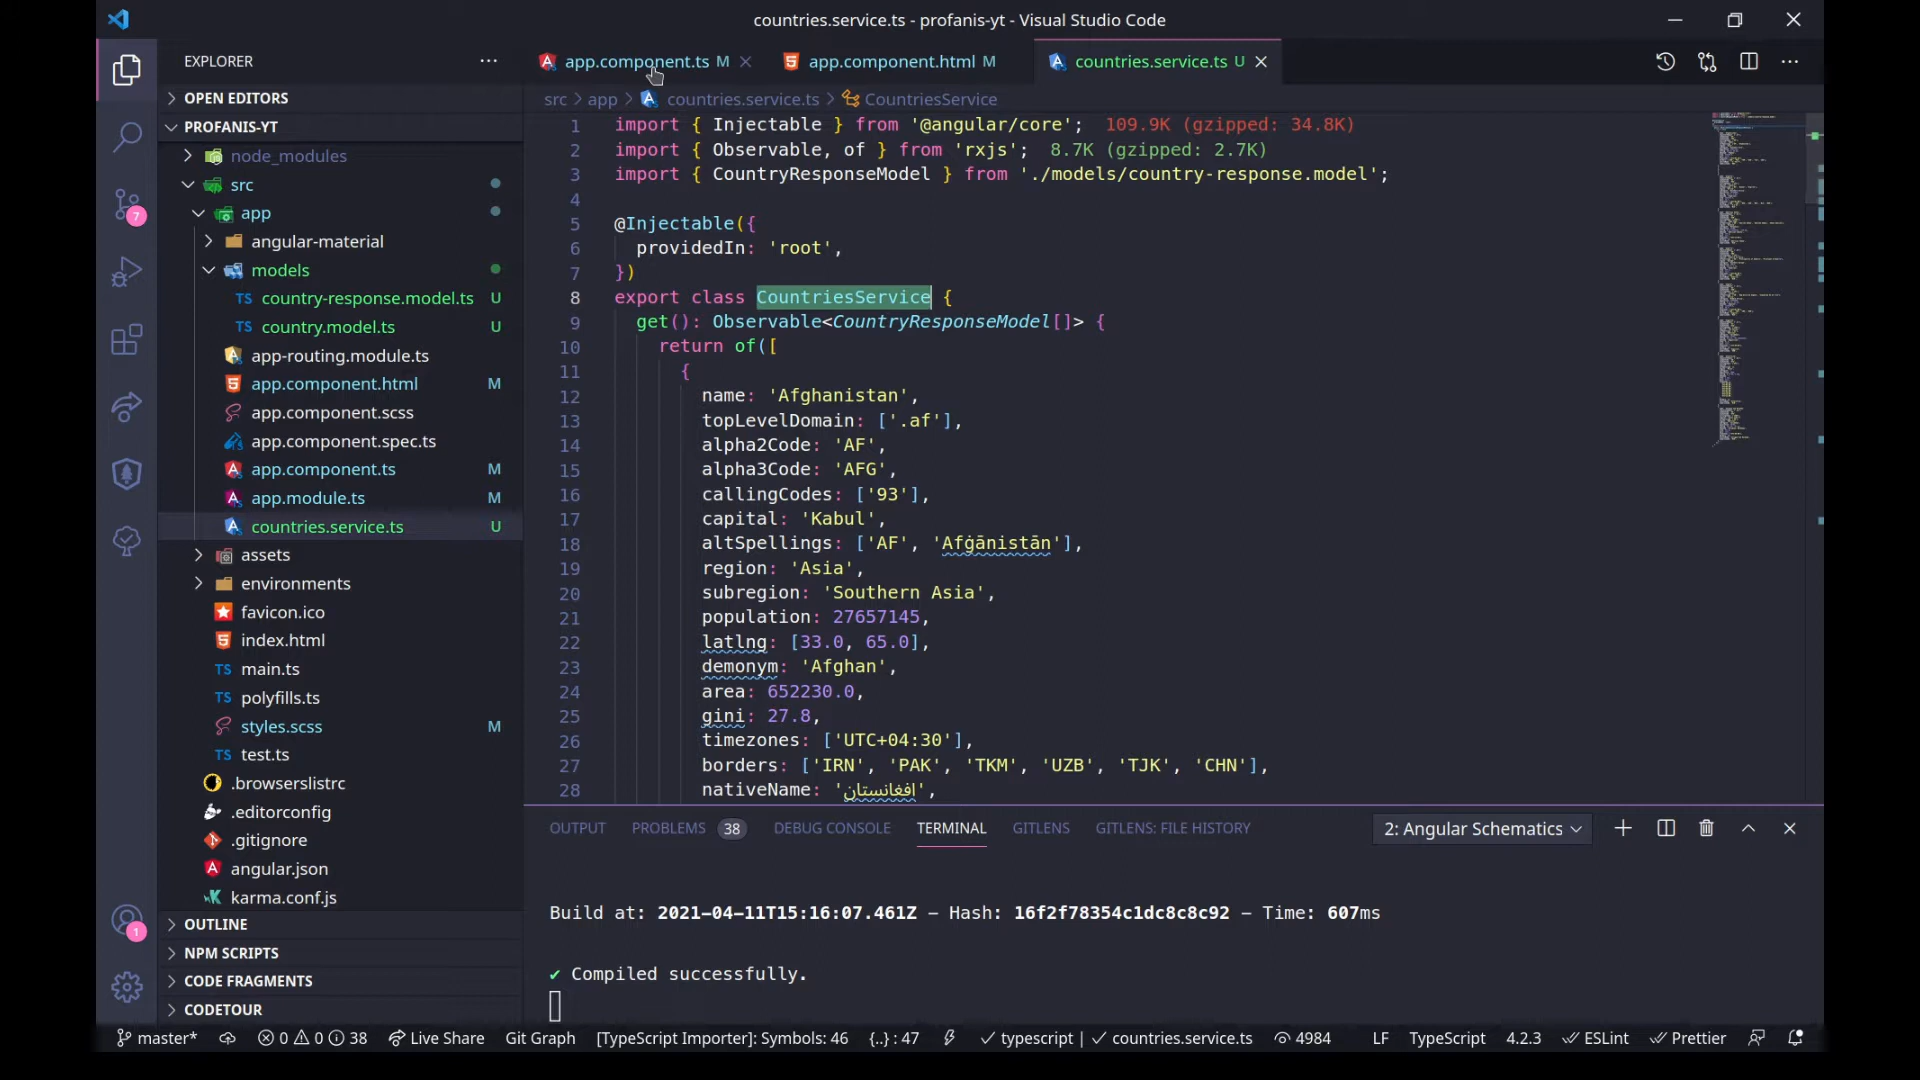 countries.service.ts - profanis-yt - Visual Studio Code
EXPLORER
app.component.ts M
app.component.html M
countries.service.ts U
OPEN EDITORS
src > app > countries.service.ts > CountriesService
PROFANIS-YT
node_modules
src
app
angular-material
models
country-response.model.ts U
country.model.ts U
app-routing.module.ts
app.component.html M
app.component.scss
app.component.spec.ts
app.component.ts M
app.module.ts M
countries.service.ts U
assets
environments
favicon.ico
index.html
main.ts
polyfills.ts
styles.scss M
test.ts
.browserslistrc
.editorconfig
.gitignore
angular.json
karma.conf.js
OUTLINE
NPM SCRIPTS
CODE FRAGMENTS
CODETOUR
7
1
1 import { Injectable } from '@angular/core'; 109.9K (gzipped: 34.8K)
2 import { Observable, of } from 'rxjs'; 8.7K (gzipped: 2.7K)
3 import { CountryResponseModel } from './models/country-response.model';
4
5 @Injectable({
6 providedIn: 'root',
7 })
8 export class CountriesService {
9 get(): Observable<CountryResponseModel[]> {
10 return of([
11 {
12 name: 'Afghanistan',
13 topLevelDomain: ['.af'],
14 alpha2Code: 'AF',
15 alpha3Code: 'AFG',
16 callingCodes: ['93'],
17 capital: 'Kabul',
18 altSpellings: ['AF', 'Afġānistān'],
19 region: 'Asia',
20 subregion: 'Southern Asia',
21 population: 27657145,
22 latlng: [33.0, 65.0],
23 demonym: 'Afghan',
24 area: 652230.0,
25 gini: 27.8,
26 timezones: ['UTC+04:30'],
27 borders: ['IRN', 'PAK', 'TKM', 'UZB', 'TJK', 'CHN'],
28 nativeName: 'افغانستان',
OUTPUT PROBLEMS 38 DEBUG CONSOLE TERMINAL GITLENS GITLENS: FILE HISTORY 2: Angular Schematics
Build at: 2021-04-11T15:16:07.461Z - Hash: 16f2f78354c1dc8c8c92 - Time: 607ms
✔ Compiled successfully.
master* 0 0 38 Live Share Git Graph [TypeScript Importer]: Symbols: 46 {..} : 47 typescript | countries.service.ts 4984 LF TypeScript 4.2.3 ESLint Prettier